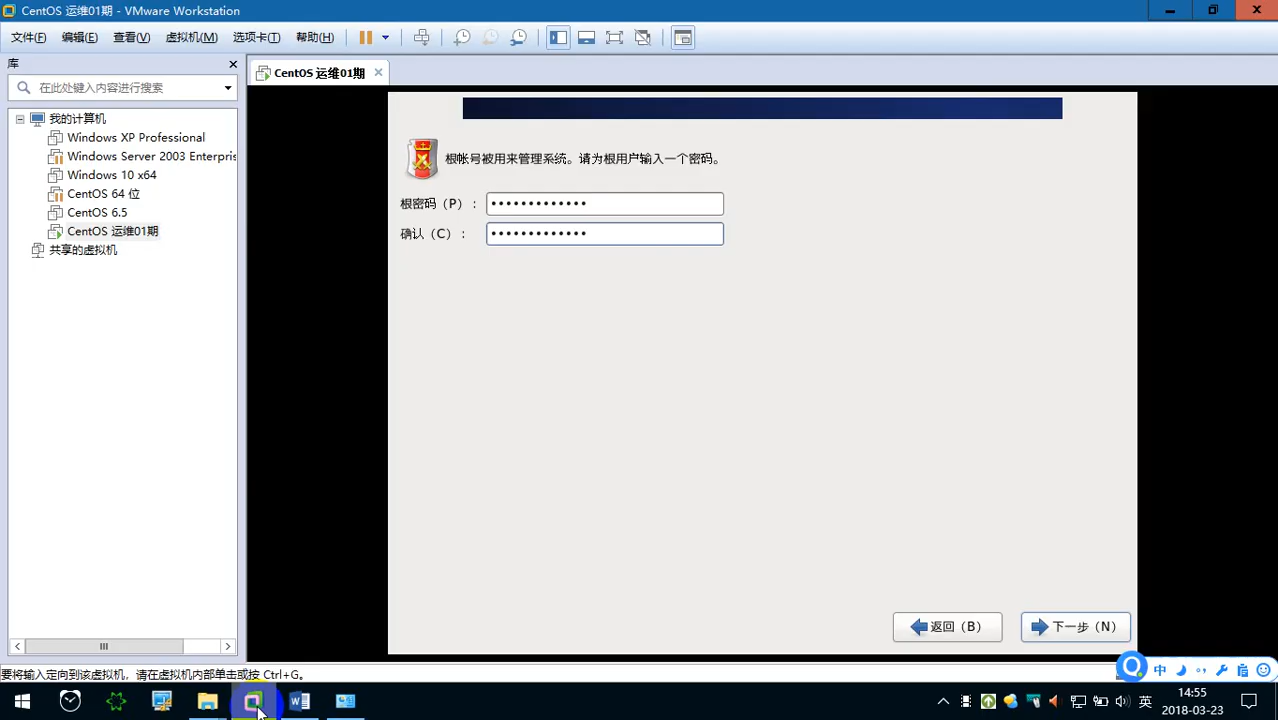 CentOS 运维01期 - VMware Workstation
文件(F) 编辑(E) 查看(V) 虚拟机(M) 选项卡(T) 帮助(H)
库
在此处键入内容进行搜索
我的计算机
Windows XP Professional
Windows Server 2003 Enterpris
Windows 10 x64
CentOS 64 位
CentOS 6.5
CentOS 运维01期
共享的虚拟机
CentOS 运维01期
根帐号被用来管理系统。请为根用户输入一个密码。
根密码（P）：
•••••••••••••
确认（C）：
•••••••••••••
返回（B）
下一步（N）
要将输入定向到该虚拟机，请在虚拟机内部单击或按 Ctrl+G。
中
英
14:55
2018-03-23